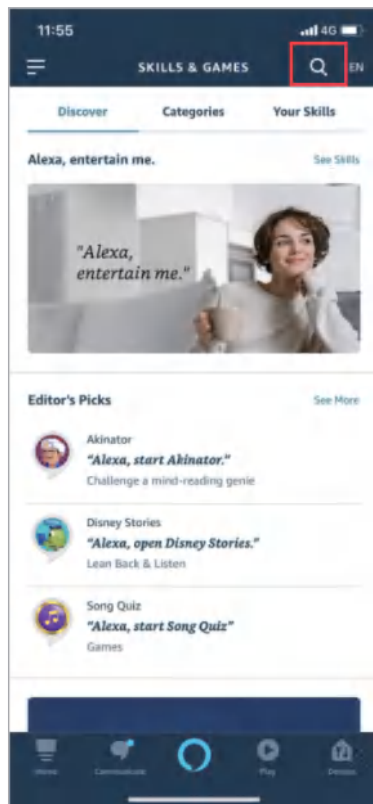 11:55
4G
SKILLS & GAMES
EN
Discover
Categories
Your Skills
Alexa, entertain me.
See Skills
"Alexa,
entertain me."
Editor's Picks
See More
Akinator
"Alexa, start Akinator."
Challenge a mind-reading genie
Disney Stories
"Alexa, open Disney Stories."
Lean Back & Listen
Song Quiz
"Alexa, start Song Quiz"
Games
Home
Communicate
Play
Devices